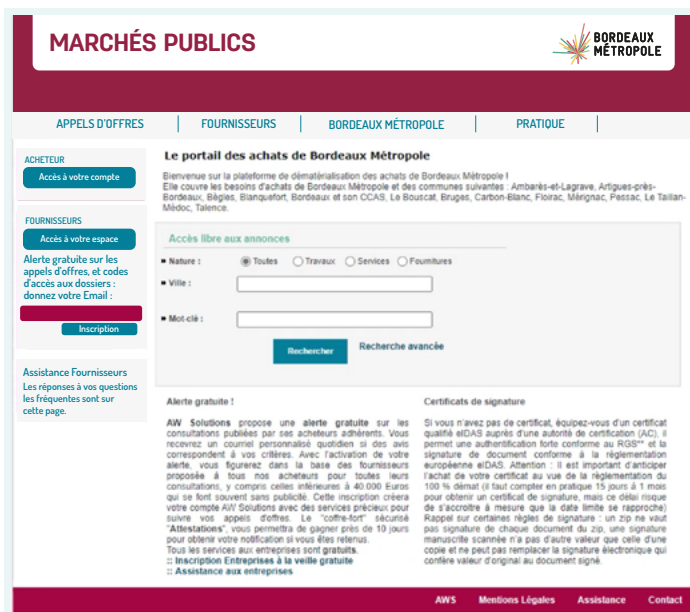 MARCHÉS PUBLICS
BORDEAUX
MÉTROPOLE
APPELS D'OFFRES
FOURNISSEURS
BORDEAUX MÉTROPOLE
PRATIQUE
ACHETEUR
Accès à votre compte
FOURNISSEURS
Accès à votre espace
Alerte gratuite sur les
appels d'offres, et codes
d'accès aux dossiers :
donnez votre Email :
Inscription
Assistance Fournisseurs
Les réponses à vos questions
les fréquentes sont sur
cette page.
Le portail des achats de Bordeaux Métropole
Bienvenue sur la plateforme de dématérialisation des achats de Bordeaux Métropole !
Elle couvre les besoins d'achats de Bordeaux Métropole et des communes suivantes : Ambarès-et-Lagrave, Artigues-près-
Bordeaux, Bègles, Blanquefort, Bordeaux et son CCAS, Le Bouscat, Bruges, Carbon-Blanc, Floirac, Mérignac, Pessac, Le Taillan-
Médoc, Talence.
Accès libre aux annonces
» Nature : Toutes Travaux Services Fournitures
» Ville :
» Mot-clé :
Rechercher
Recherche avancée
Alerte gratuite !
AW Solutions propose une alerte gratuite sur les
consultations publiées par ses acheteurs adhérents. Vous
recevrez un courriel personnalisé quotidien si des avis
correspondent à vos critères. Avec l'activation de votre
alerte, vous figurerez dans la base des fournisseurs
proposée à tous nos acheteurs pour toutes leurs
consultations, y compris celles inférieures à 40.000 Euros
qui se font souvent sans publicité. Cette inscription créera
votre compte AW Solutions avec des services précieux pour
suivre vos appels d'offres. Le "coffre-fort" sécurisé
"Attestations", vous permettra de gagner près de 10 jours
pour obtenir votre notification si vous êtes retenus.
Tous les services aux entreprises sont gratuits.
:: Inscription Entreprises à la veille gratuite
:: Assistance aux entreprises
Certificats de signature
Si vous n'avez pas de certificat, équipez-vous d'un certificat
qualifié eIDAS auprès d'une autorité de certification (AC), il
permet une authentification forte conforme au RGS** et la
signature de document conforme à la réglementation
européenne eIDAS. Attention : Il est important d'anticiper
l'achat de votre certificat au vue de la réglementation du
100 % démat (il faut compter en pratique 15 jours à 1 mois
pour obtenir un certificat de signature, mais ce délai risque
de s'accroître à mesure que la date limite se rapproche)
Rappel sur certaines règles de signature : un zip ne vaut
pas signature de chaque document du zip, une signature
manuscrite scannée n'a pas d'autre valeur que celle d'une
copie et ne peut pas remplacer la signature électronique qui
confère valeur d'original au document signé.
AWS
Mentions Légales
Assistance
Contact